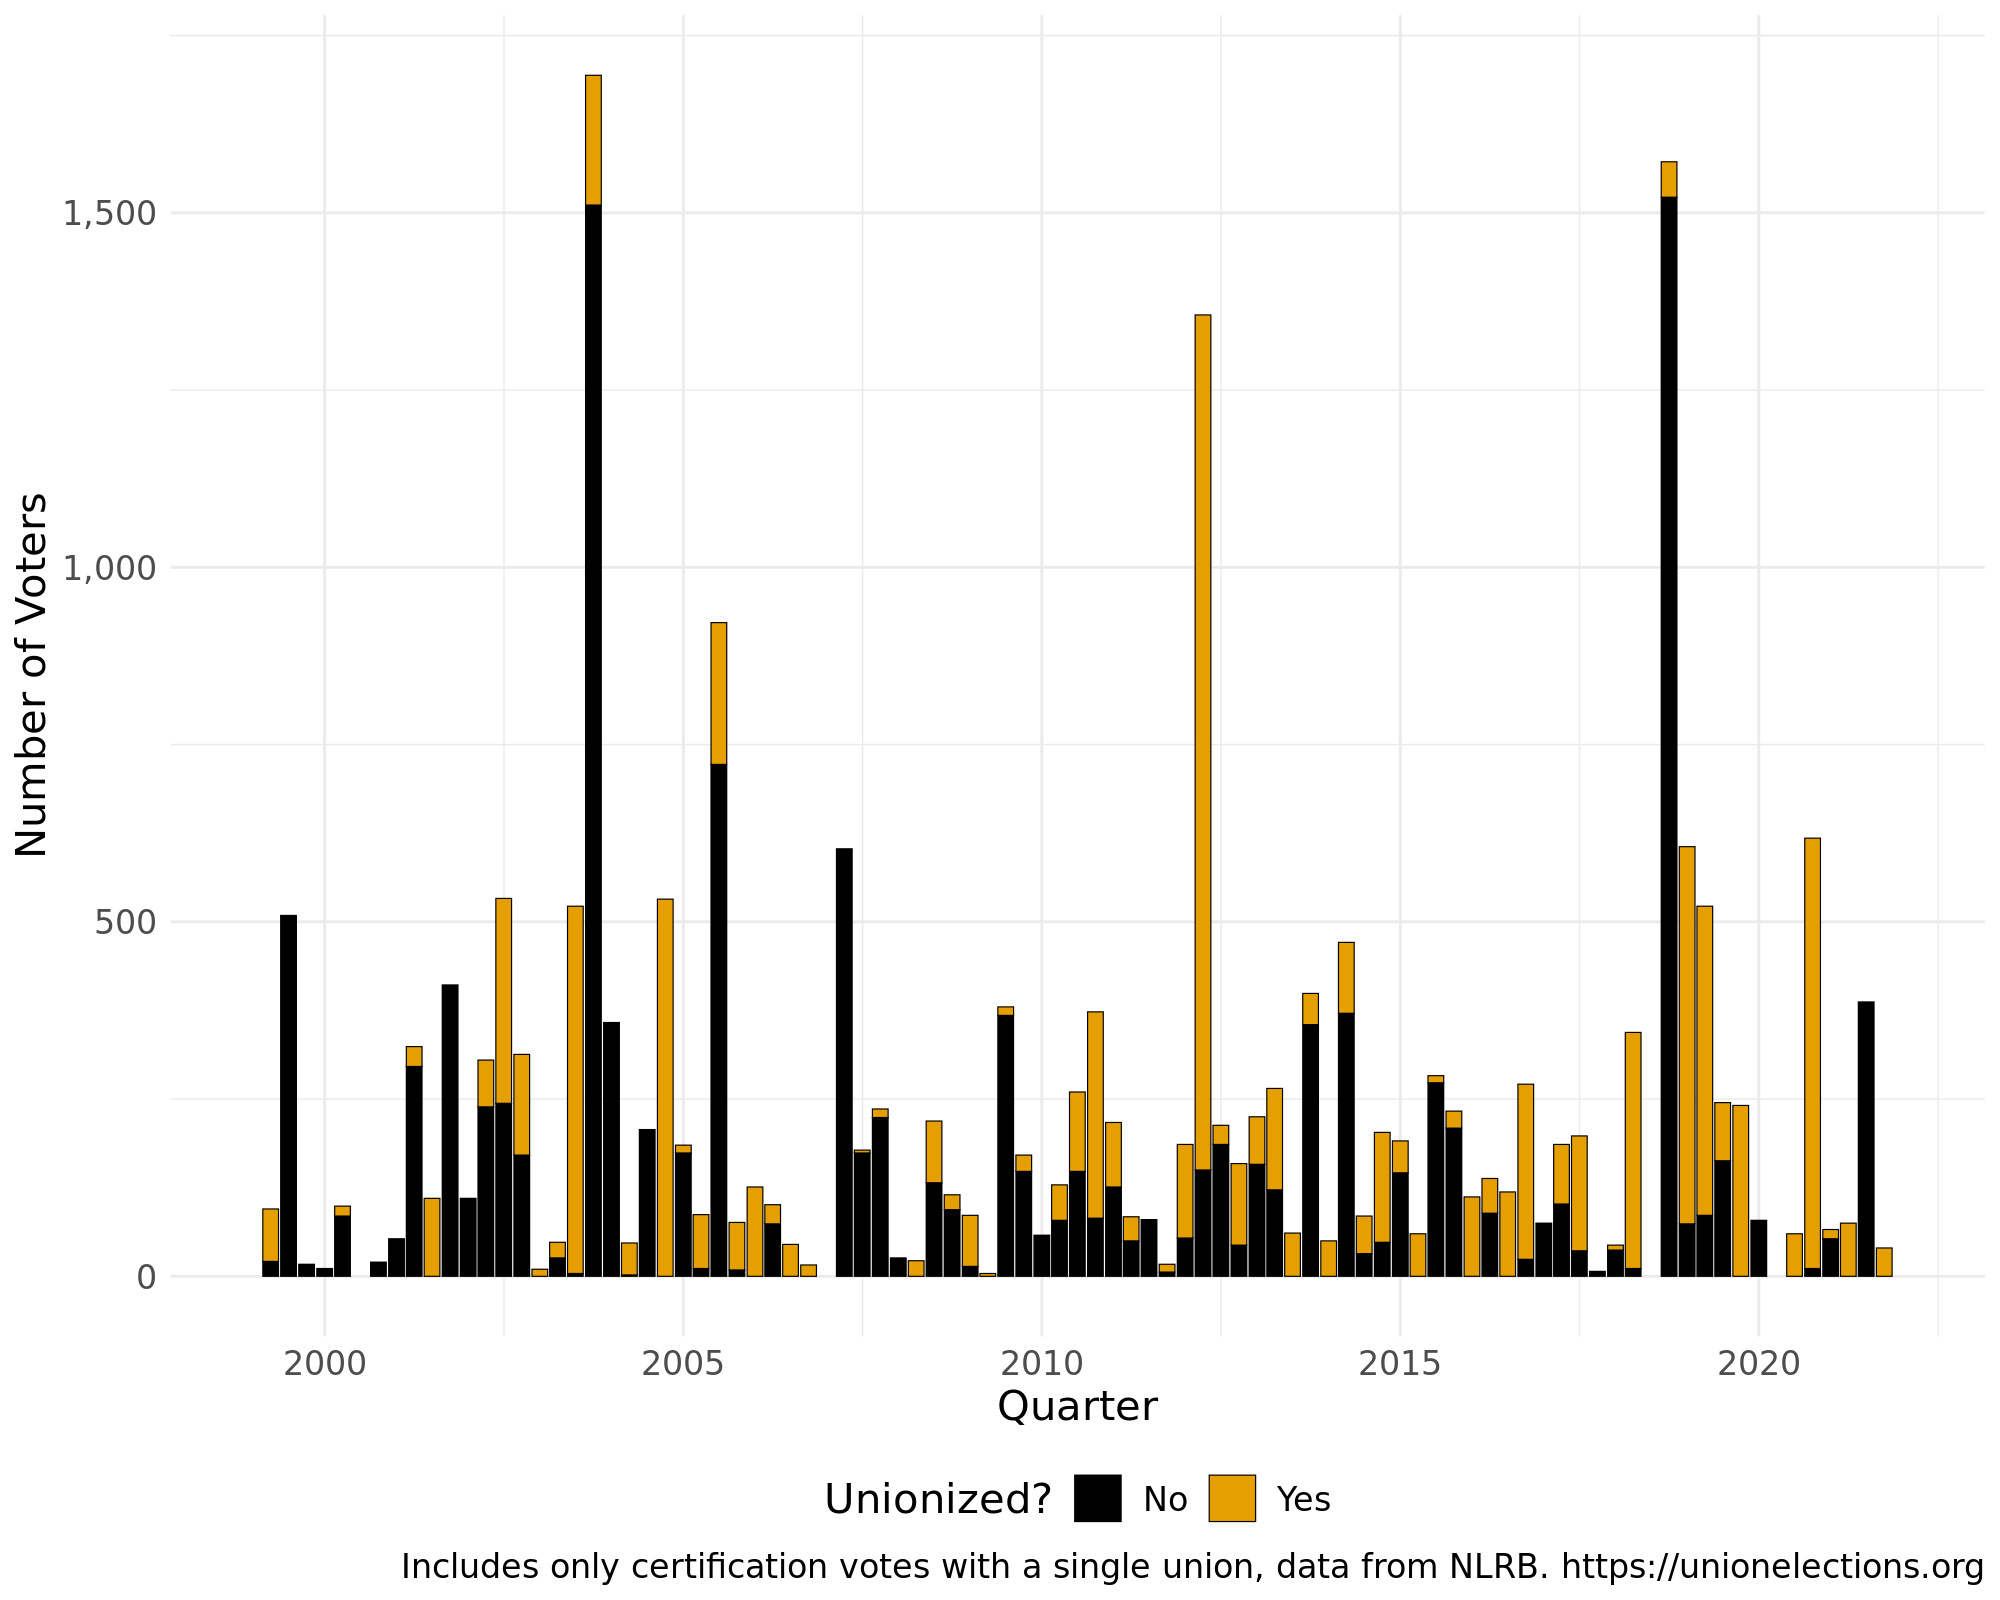 1,500
1,000
500
0
Number of Voters
2000 2005 2010 2015 2020
Quarter
Unionized? No Yes
Includes only certification votes with a single union, data from NLRB. https://unionelections.org